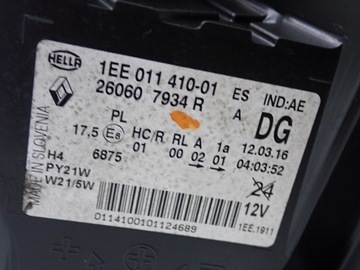 HELLA
1EE 011 410-01 ES IND:AE
26060 7934 R A DG
PL
17,5 E8 HC/R RL A 1a 12.03.16
01 00 02 01 04:03:52
H4 6875
PY21W
W21/5W
MADE IN SLOVENIA
24
12V
0114100101124689
1EE.1911